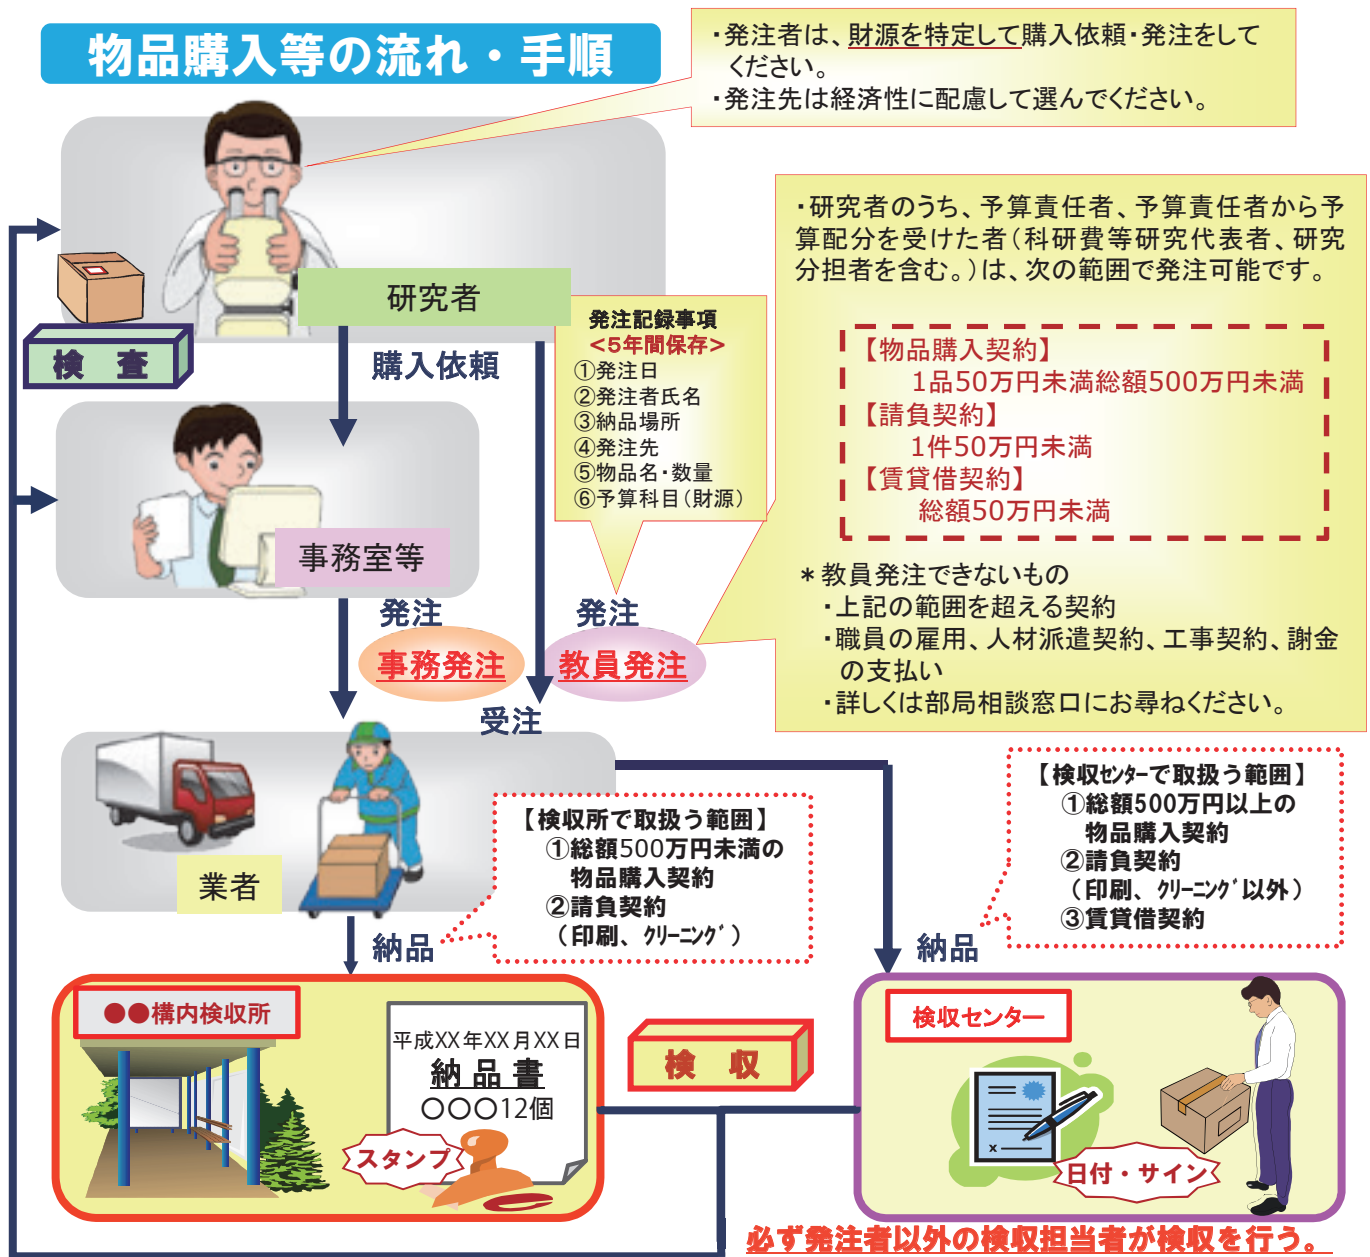 物品購入等の流れ・手順
・発注者は、財源を特定して購入依頼・発注をして
ください。
・発注先は経済性に配慮して選んでください。
・研究者のうち、予算責任者、予算責任者から予
算配分を受けた者(科研費等研究代表者、研究
分担者を含む。)は、次の範囲で発注可能です。
【物品購入契約】
1品50万円未満総額500万円未満
【請負契約】
1件50万円未満
【賃貸借契約】
総額50万円未満
＊教員発注できないもの
・上記の範囲を超える契約
・職員の雇用、人材派遣契約、工事契約、謝金
の支払い
・詳しくは部局相談窓口にお尋ねください。
研究者
検 査
購入依頼
発注記録事項
<5年間保存>
①発注日
②発注者氏名
③納品場所
④発注先
⑤物品名・数量
⑥予算科目(財源)
事務室等
発注
事務発注
発注
教員発注
受注
業者
【検収所で取扱う範囲】
①総額500万円未満の
物品購入契約
②請負契約
(印刷、クリーニング)
納品
【検収センターで取扱う範囲】
①総額500万円以上の
物品購入契約
②請負契約
(印刷、クリーニング以外)
③賃貸借契約
納品
●●構内検収所
平成XX年XX月XX日
納 品 書
〇〇〇12個
スタンプ
検 収
検収センター
x
日付・サイン
必ず発注者以外の検収担当者が検収を行う。